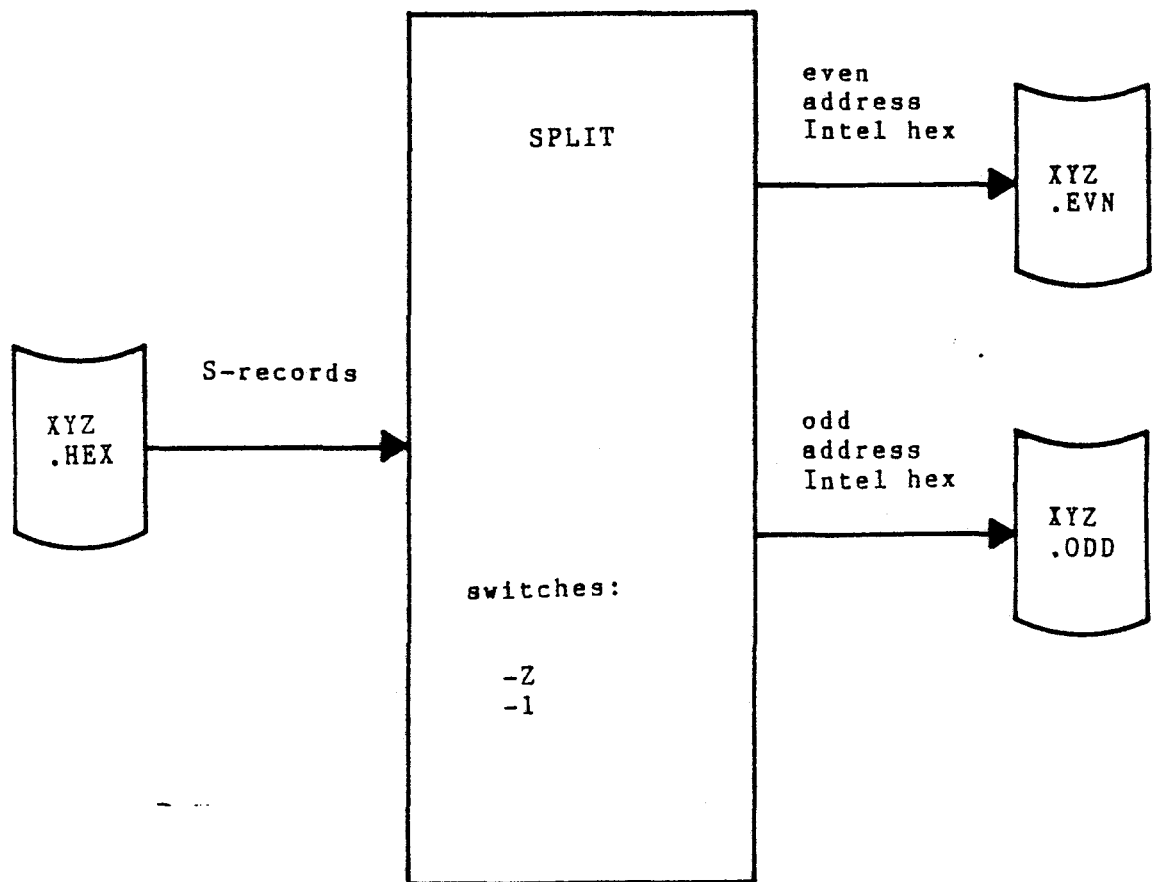 SPLIT
even
address
Intel hex
XYZ
.EVN
S-records
XYZ
.HEX
odd
address
Intel hex
XYZ
.ODD
switches:
-Z
-1